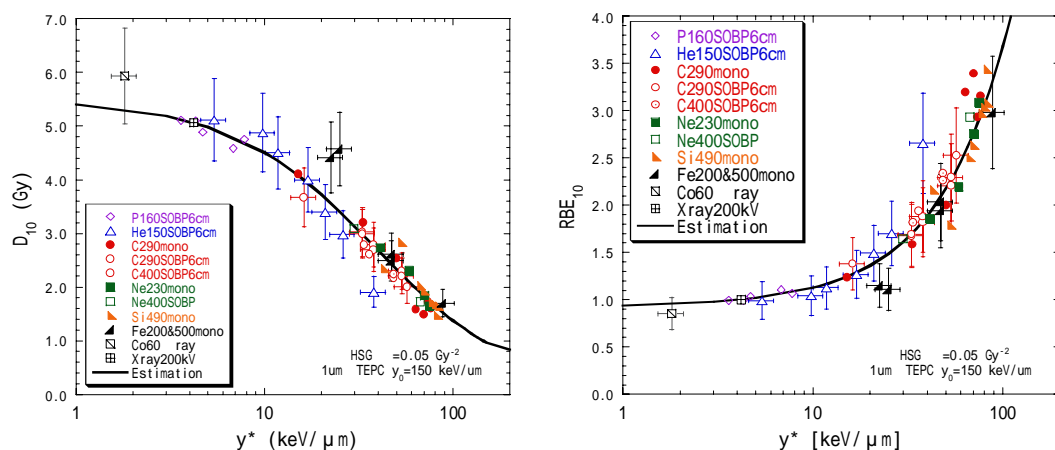 7.0
6.0
5.0
4.0
3.0
2.0
1.0
0.0
D10 (Gy)
P160SOBP6cm
He150SOBP6cm
C290mono
C290SOBP6cm
C400SOBP6cm
Ne230mono
Ne400SOBP
Si490mono
Fe200&500mono
Co60 ray
Xray200kV
Estimation
HSG =0.05 Gy-2
1um TEPC y0=150 keV/um
1 10 100
y* (keV/µm)
4.0
3.5
3.0
2.5
2.0
1.5
1.0
0.5
0.0
RBE10
P160SOBP6cm
He150SOBP6cm
C290mono
C290SOBP6cm
C400SOBP6cm
Ne230mono
Ne400SOBP
Si490mono
Fe200&500mono
Co60 ray
Xray200kV
Estimation
HSG =0.05 Gy-2
1um TEPC y0=150 keV/um
1 10 100
y* [keV/µm]